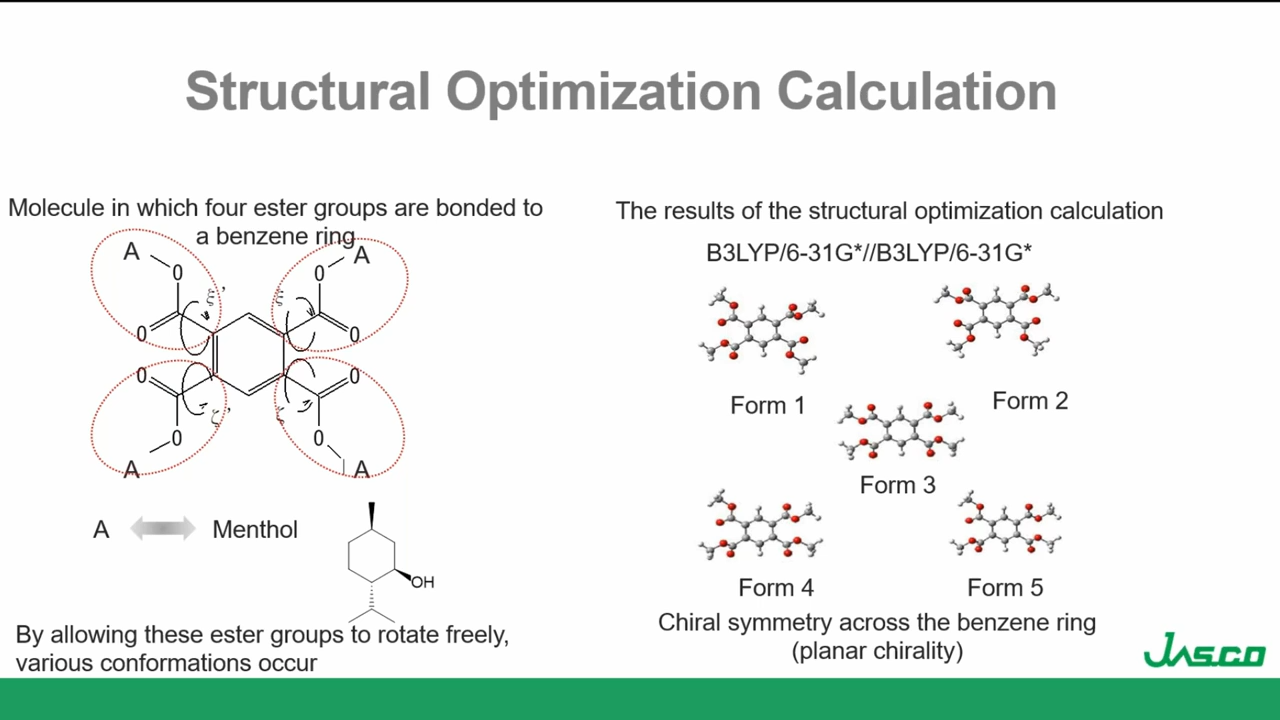 Structural Optimization Calculation
Molecule in which four ester groups are bonded to
a benzene ring
A
O
O
A
ξ’
ξ
O
O
O
O
ζ’
ζ
O
O
A
A
A
Menthol
OH
By allowing these ester groups to rotate freely,
various conformations occur
The results of the structural optimization calculation
B3LYP/6-31G*//B3LYP/6-31G*
Form 1
Form 2
Form 3
Form 4
Form 5
Chiral symmetry across the benzene ring
(planar chirality)
JASCO